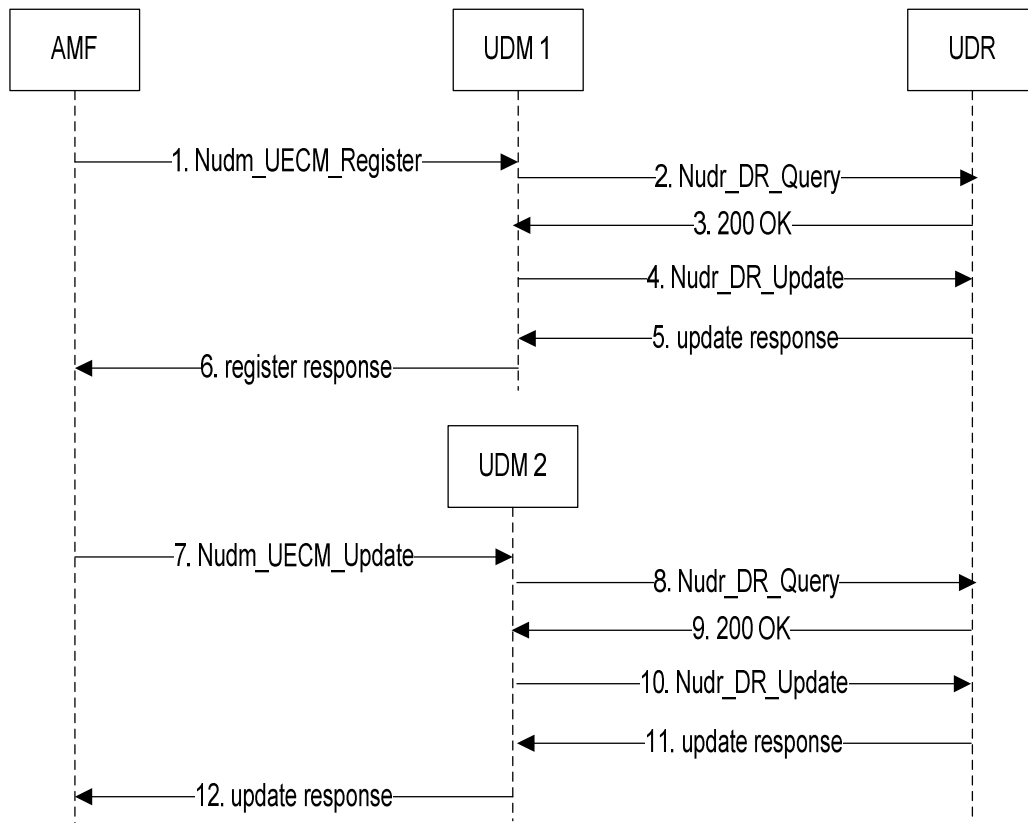 AMF
UDM 1
UDR
1. Nudm_UECM_Register
2. Nudr_DR_Query
3. 200 OK
4. Nudr_DR_Update
5. update response
6. register response
UDM 2
7. Nudm_UECM_Update
8. Nudr_DR_Query
9. 200 OK
10. Nudr_DR_Update
11. update response
12. update response